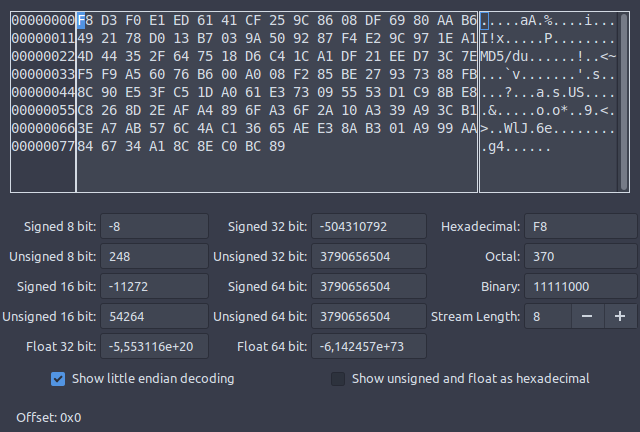 00000000 F8 D3 F0 E1 ED 61 41 CF 25 9C 86 08 DF 69 80 AA B6 .....aA.%....i...
00000011 49 21 78 D0 13 B7 03 9A 50 92 87 F4 E2 9C 97 1E A1 I!x.....P........
00000022 4D 44 35 2F 64 75 18 D6 C4 1C A1 DF 21 EE D7 3C 7E MD5/du......!..<~
00000033 F5 F9 A5 60 76 B6 00 A0 08 F2 85 BE 27 93 73 88 FB ...`v.......'.s..
00000044 8C 90 E5 3F C5 1D A0 61 E3 73 09 55 53 D1 C9 8B E8 ...?...a.s.US....
00000055 C8 26 8D 2E AF A4 89 6F A3 6F 2A 10 A3 39 A9 3C B1 .&.....o.o*..9.<.
00000066 3E A7 AB 57 6C 4A C1 36 65 AE E3 8A B3 01 A9 99 AA >..WlJ.6e........
00000077 84 67 34 A1 8C 8E C0 BC 89 .g4......
Signed 8 bit: -8 Signed 32 bit: -504310792 Hexadecimal: F8
Unsigned 8 bit: 248 Unsigned 32 bit: 3790656504 Octal: 370
Signed 16 bit: -11272 Signed 64 bit: 3790656504 Binary: 11111000
Unsigned 16 bit: 54264 Unsigned 64 bit: 3790656504 Stream Length: 8 − +
Float 32 bit: -5,553116e+20 Float 64 bit: -6,142457e+73
Show little endian decoding Show unsigned and float as hexadecimal
Offset: 0x0